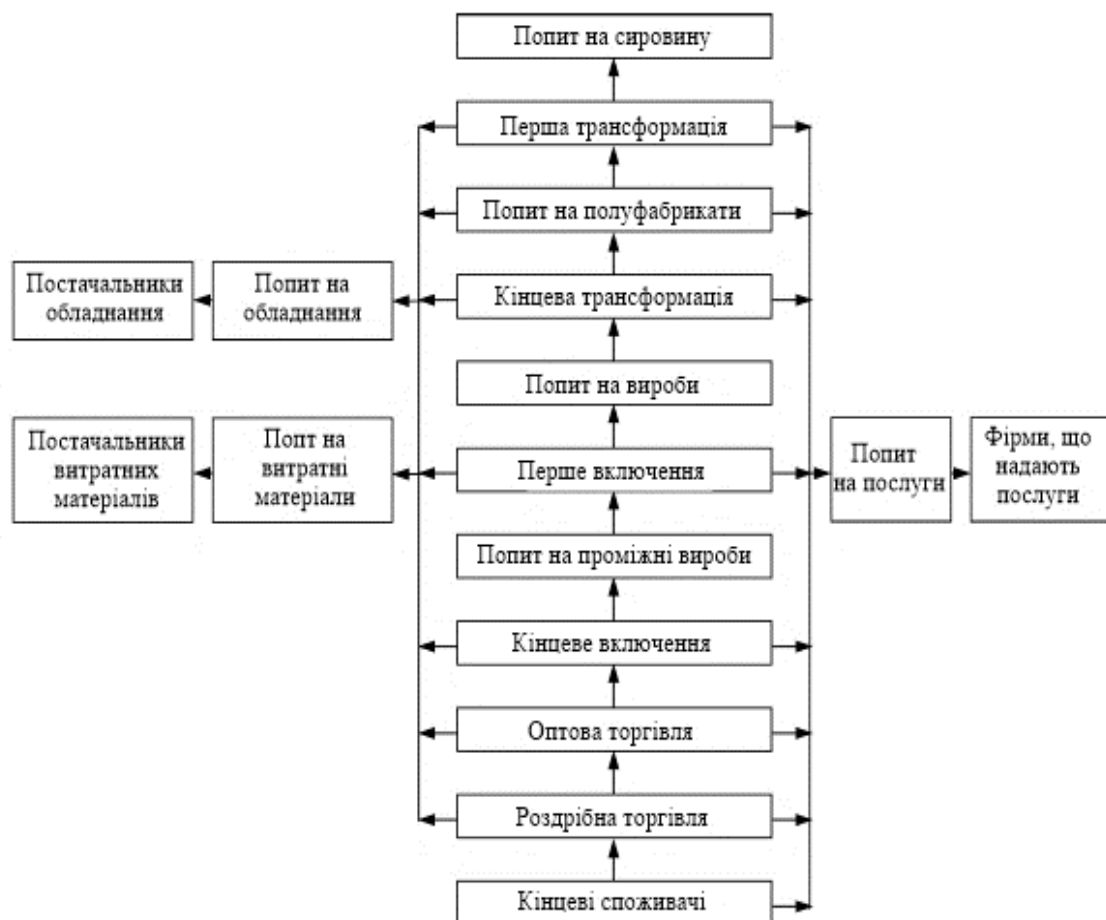 Попит на сировину
Перша трансформація
Попит на полуфабрикати
Постачальники
обладнання
Попит на
обладнання
Кінцева трансформація
Попит на вироби
Постачальники
витратних
матеріалів
Попт на
витратні
матеріали
Перше включення
Попит
на послуги
Фірми, що
надають
послуги
Попит на проміжні вироби
Кінцеве включення
Оптова торгівля
Роздрібна торгівля
Кінцеві споживачі